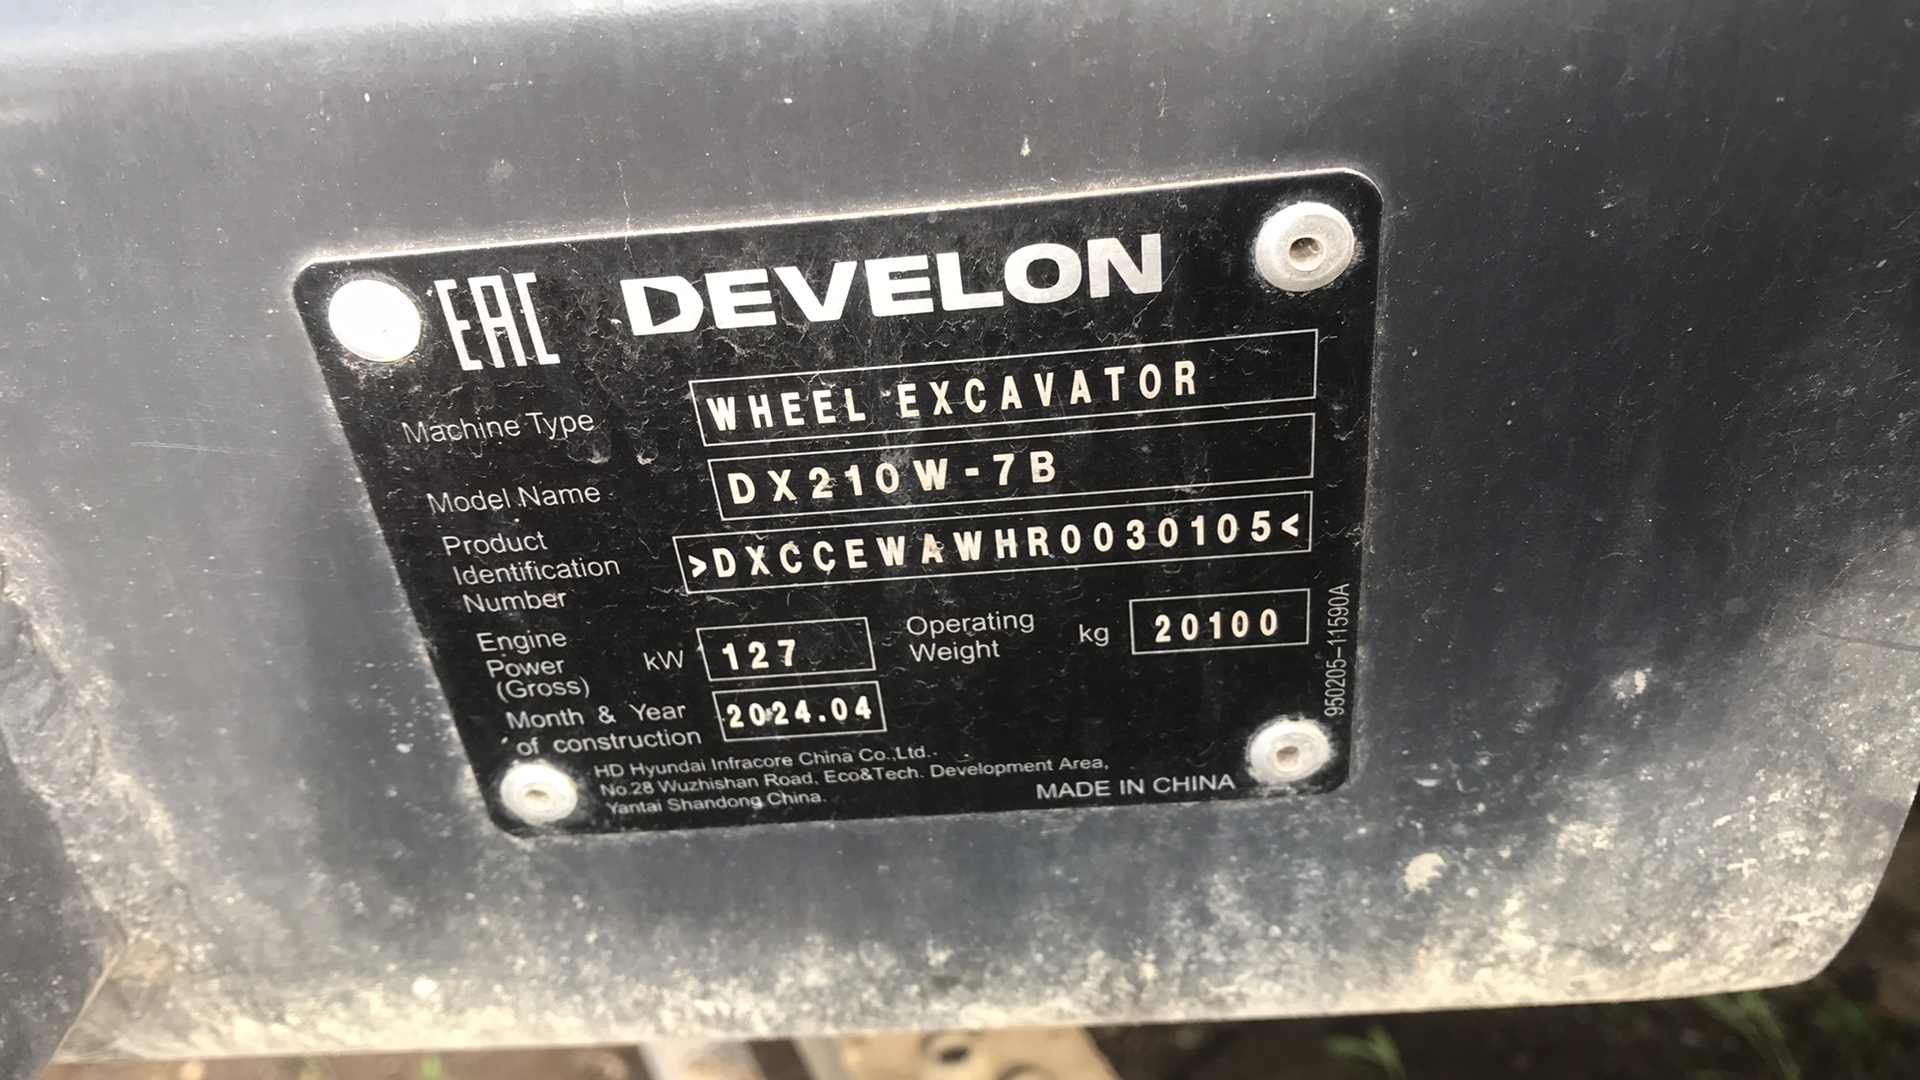 EAC DEVELON
Machine Type WHEEL EXCAVATOR
Model Name DX210W-7B
Product
Identification
Number >DXCCEWAWHR0030105<
Engine
Power
(Gross) kW 127
Operating
Weight kg 20100
Month & Year
of construction 2024.04
HD Hyundai Infracore China Co.,Ltd.
No.28 Wuzhishan Road, Eco&Tech. Development Area,
Yantai Shandong China.
MADE IN CHINA
950205-11590A